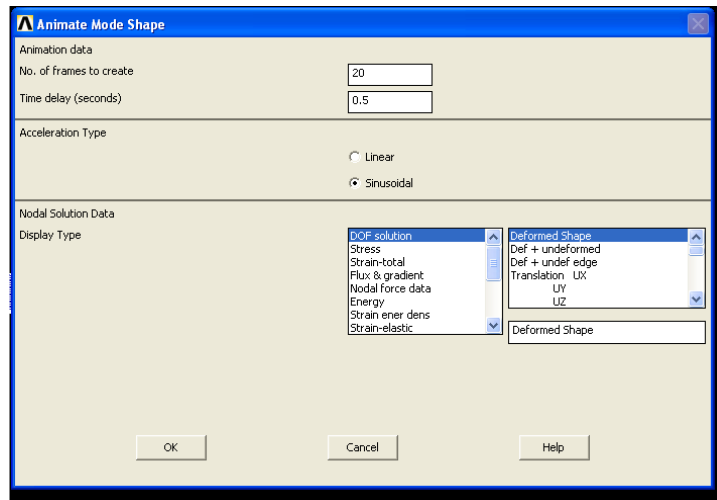 Animate Mode Shape
Animation data
No. of frames to create
20
Time delay (seconds)
0.5
Acceleration Type
Linear
Sinusoidal
Nodal Solution Data
Display Type
DOF solution
Stress
Strain-total
Flux & gradient
Nodal force data
Energy
Strain ener dens
Strain-elastic
Deformed Shape
Def + undeformed
Def + undef edge
Translation UX
UY
UZ
Deformed Shape
OK
Cancel
Help